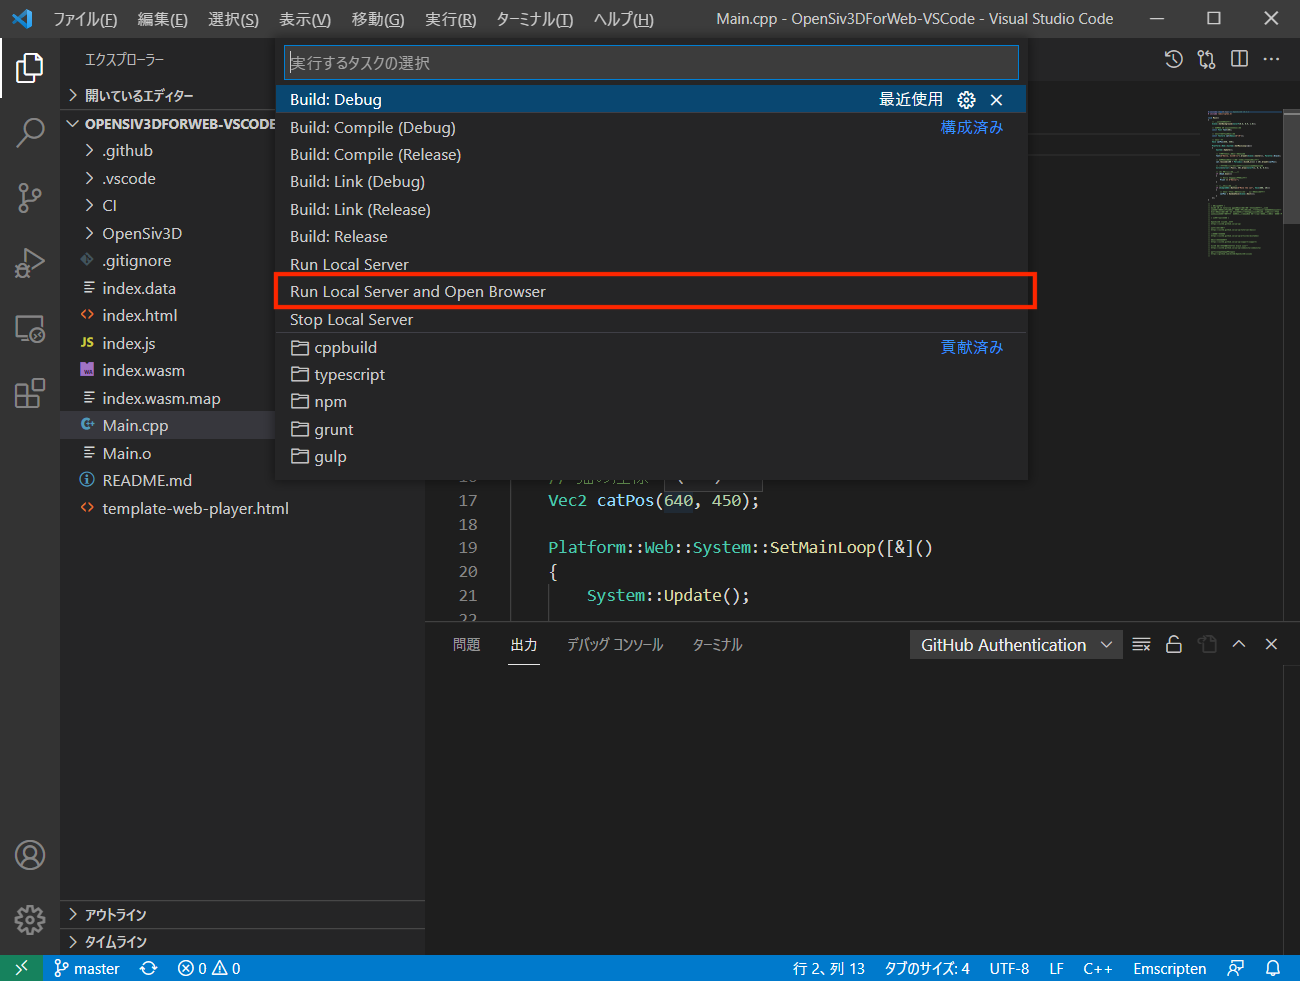 ファイル(F) 編集(E) 選択(S) 表示(V) 移動(G) 実行(R) ターミナル(T) ヘルプ(H) Main.cpp - OpenSiv3DForWeb-VSCode - Visual Studio Code
エクスプローラー
開いているエディター
OPENSIV3DFORWEB-VSCODE
.github
.vscode
CI
OpenSiv3D
.gitignore
index.data
index.html
JS index.js
WA index.wasm
index.wasm.map
Main.cpp
Main.o
README.md
template-web-player.html
アウトライン
タイムライン
実行するタスクの選択
Build: Debug 最近使用
Build: Compile (Debug) 構成済み
Build: Compile (Release)
Build: Link (Debug)
Build: Link (Release)
Build: Release
Run Local Server
Run Local Server and Open Browser
Stop Local Server
cppbuild 貢献済み
typescript
npm
grunt
gulp
17 Vec2 catPos(640, 450);
18
19 Platform::Web::System::SetMainLoop([&]()
20 {
21 System::Update();
22
問題 出力 デバッグ コンソール ターミナル GitHub Authentication
master 0 0 行 2、列 13 タブのサイズ: 4 UTF-8 LF C++ Emscripten